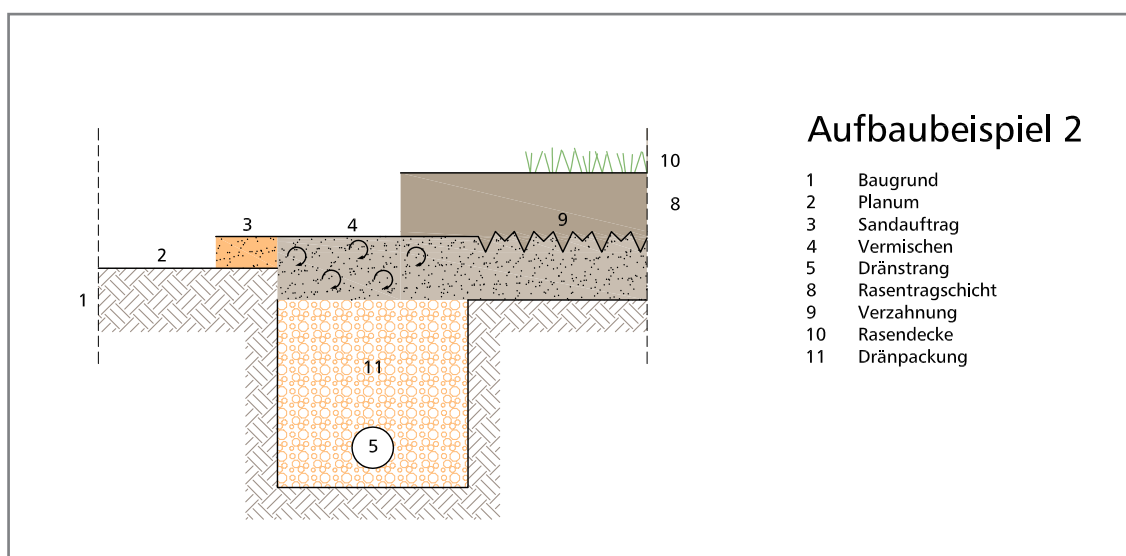 Aufbaubeispiel 2
1 Baugrund
2 Planum
3 Sandauftrag
4 Vermischen
5 Dränstrang
8 Rasentragschicht
9 Verzahnung
10 Rasendecke
11 Dränpackung
10
8
9
3
4
2
1
11
5